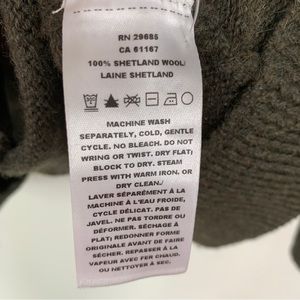 RN 29685
CA 61167
100% SHETLAND WOOL/
LAINE SHETLAND
MACHINE WASH
SEPARATELY, COLD, GENTLE
CYCLE. NO BLEACH. DO NOT
WRING OR TWIST. DRY FLAT;
BLOCK TO DRY. STEAM
PRESS WITH WARM IRON, OR
DRY CLEAN./
LAVER SÉPARÉMENT À LA
MACHINE À L'EAU FROIDE,
CYCLE DÉLICAT. PAS DE
JAVEL. NE PAS TORDRE OU
DÉFORMER. SÉCHAGE À
PLAT; REDONNER FORME
ORIGINALE AVANT DE FAIRE
SÉCHER. REPASSER À LA
VAPEUR AVEC FER CHAUD.
OU NETTOYER À SEC.